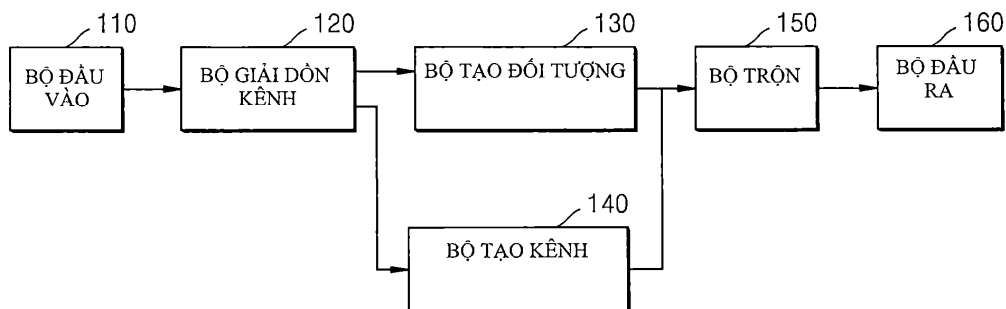 110
BỘ ĐẦU
VÀO
120
BỘ GIẢI DỒN
KÊNH
130
BỘ TẠO ĐỐI TƯỢNG
140
BỘ TẠO KÊNH
150
BỘ TRỘN
160
BỘ ĐẦU
RA